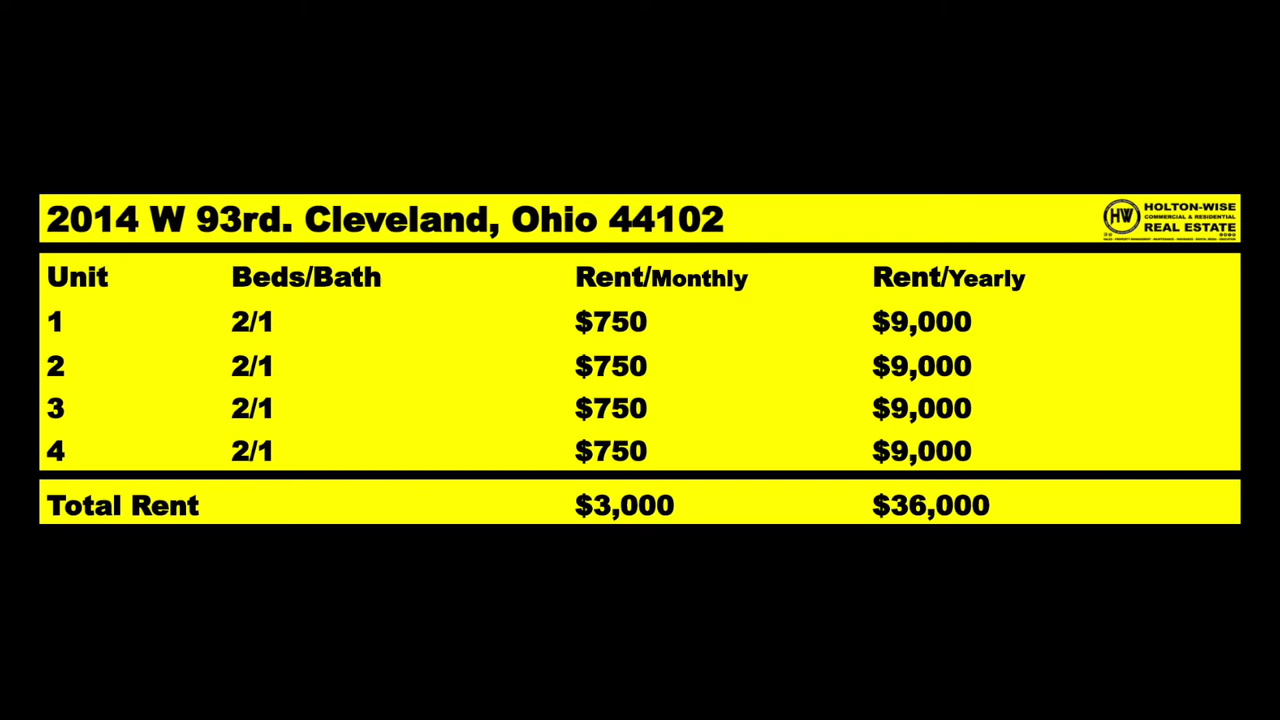 2014 W 93rd. Cleveland, Ohio 44102
HW
HOLTON-WISE
COMMERCIAL & RESIDENTIAL
REAL ESTATE
Unit Beds/Bath Rent/Monthly Rent/Yearly
1 2/1 $750 $9,000
2 2/1 $750 $9,000
3 2/1 $750 $9,000
4 2/1 $750 $9,000
Total Rent $3,000 $36,000